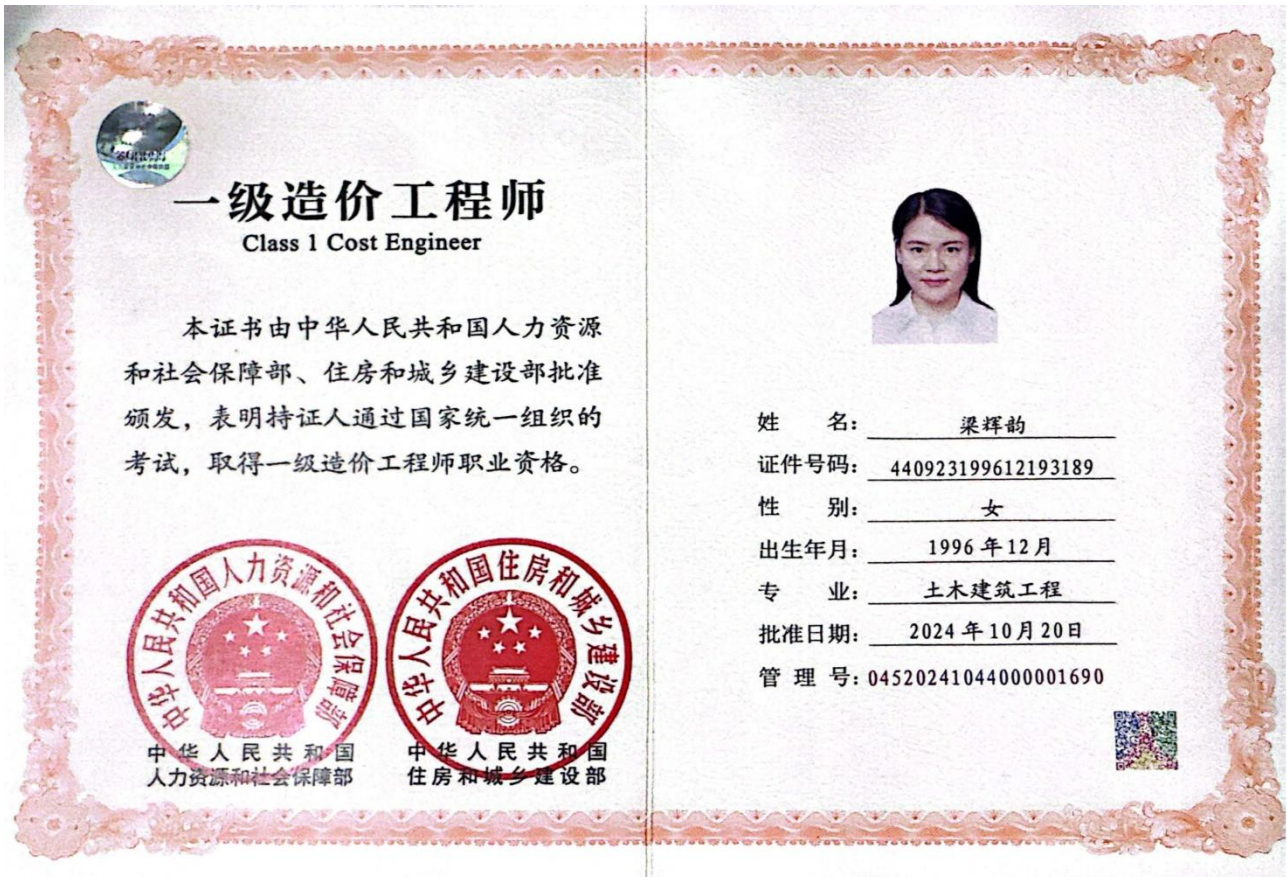 一级造价工程师
Class 1 Cost Engineer
本证书由中华人民共和国人力资源
和社会保障部、住房和城乡建设部批准
颁发，表明持证人通过国家统一组织的
考试，取得一级造价工程师职业资格。
中华人民共和国人力资源和社会保障部
中华人民共和国
人力资源和社会保障部
中华人民共和国住房和城乡建设部
中华人民共和国
住房和城乡建设部
姓 名：梁辉韵
证件号码：440923199612193189
性 别：女
出生年月：1996年12月
专 业：土木建筑工程
批准日期：2024年10月20日
管 理 号：04520241044000001690